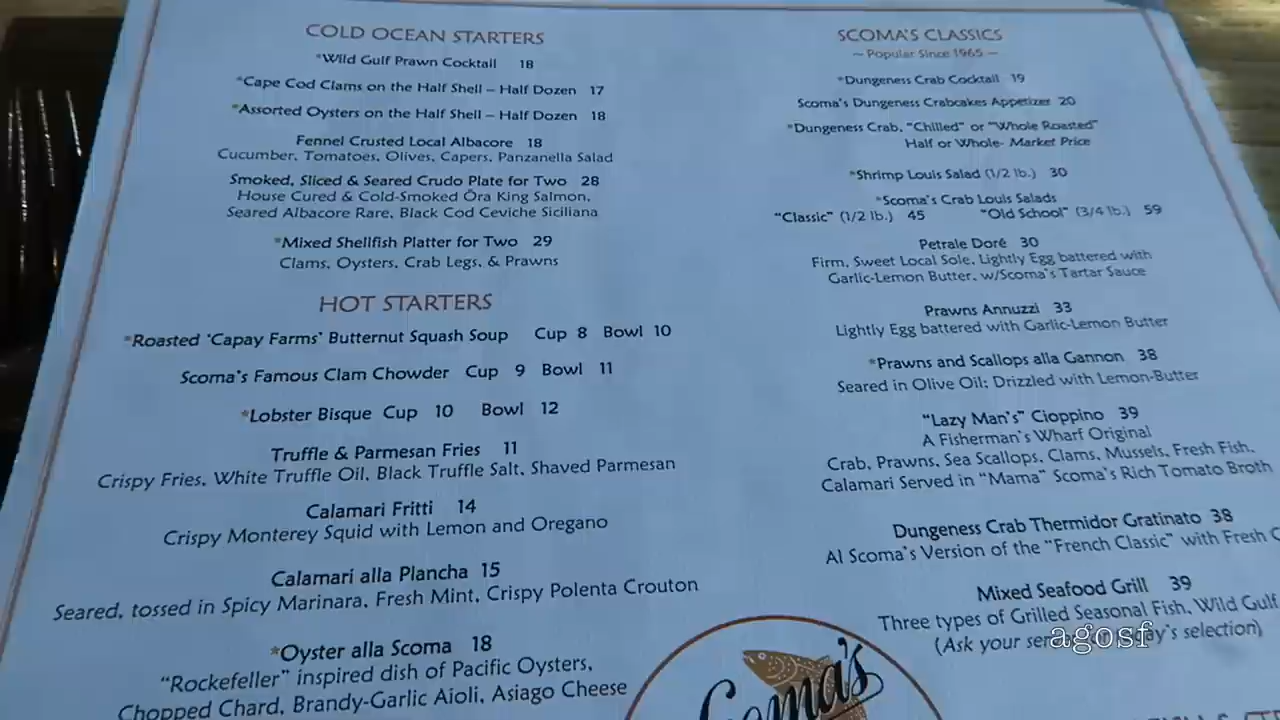 COLD OCEAN STARTERS
*Wild Gulf Prawn Cocktail 18
*Cape Cod Clams on the Half Shell – Half Dozen 17
*Assorted Oysters on the Half Shell – Half Dozen 18
Fennel Crusted Local Albacore 18
Cucumber, Tomatoes, Olives, Capers, Panzanella Salad
Smoked, Sliced & Seared Crudo Plate for Two 28
House Cured & Cold-Smoked Ōra King Salmon,
Seared Albacore Rare, Black Cod Ceviche Siciliana
*Mixed Shellfish Platter for Two 29
Clams, Oysters, Crab Legs, & Prawns
HOT STARTERS
*Roasted 'Capay Farms' Butternut Squash Soup Cup 8 Bowl 10
Scoma's Famous Clam Chowder Cup 9 Bowl 11
*Lobster Bisque Cup 10 Bowl 12
Truffle & Parmesan Fries 11
Crispy Fries, White Truffle Oil, Black Truffle Salt, Shaved Parmesan
Calamari Fritti 14
Crispy Monterey Squid with Lemon and Oregano
Calamari alla Plancha 15
Seared, tossed in Spicy Marinara, Fresh Mint, Crispy Polenta Crouton
*Oyster alla Scoma 18
"Rockefeller" inspired dish of Pacific Oysters,
Chopped Chard, Brandy-Garlic Aioli, Asiago Cheese
SCOMA'S CLASSICS
~ Popular Since 1965 ~
*Dungeness Crab Cocktail 19
Scoma's Dungeness Crabcakes Appetizer 20
*Dungeness Crab, "Chilled" or "Whole Roasted"
Half or Whole- Market Price
*Shrimp Louis Salad (1/2 lb.) 30
*Scoma's Crab Louis Salads
"Classic" (1/2 lb.) 45 "Old School" (3/4 lb.) 59
Petrale Doré 30
Firm, Sweet Local Sole, Lightly Egg battered with
Garlic-Lemon Butter, w/Scoma's Tartar Sauce
Prawns Annuzzi 33
Lightly Egg battered with Garlic-Lemon Butter
*Prawns and Scallops alla Gannon 38
Seared in Olive Oil; Drizzled with Lemon-Butter
"Lazy Man's" Cioppino 39
A Fisherman's Wharf Original
Crab, Prawns, Sea Scallops, Clams, Mussels, Fresh Fish,
Calamari Served in "Mama" Scoma's Rich Tomato Broth
Dungeness Crab Thermidor Gratinato 38
Al Scoma's Version of the "French Classic" with Fresh
Mixed Seafood Grill 39
Three types of Grilled Seasonal Fish, Wild Gulf
(Ask your selection)
agosf
Scoma's